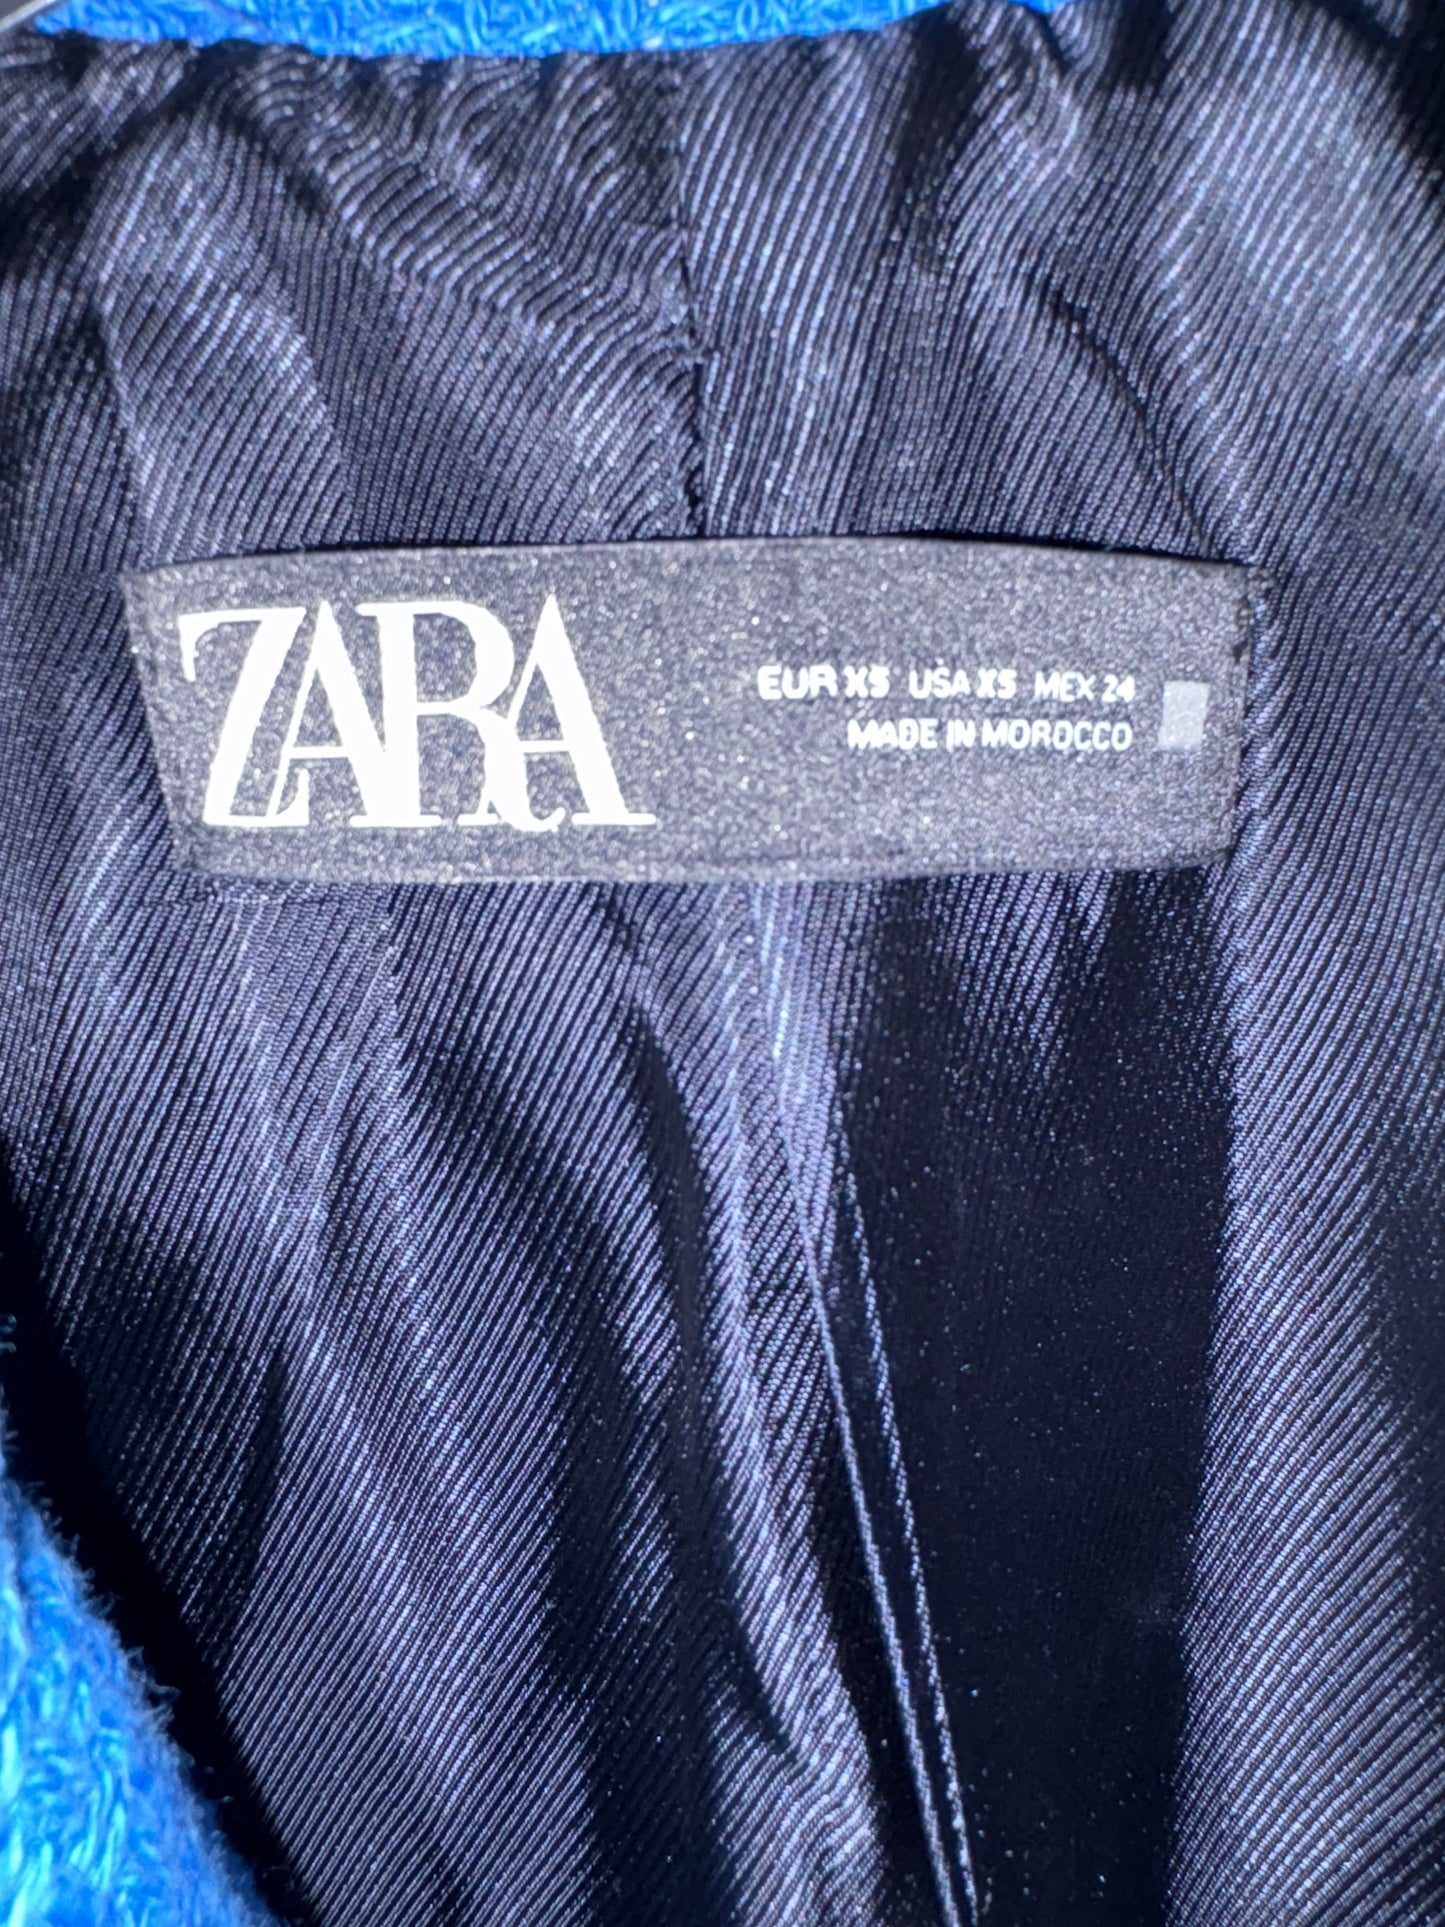 ZARA
EUR XS USA XS MEX 24
MADE IN MOROCCO